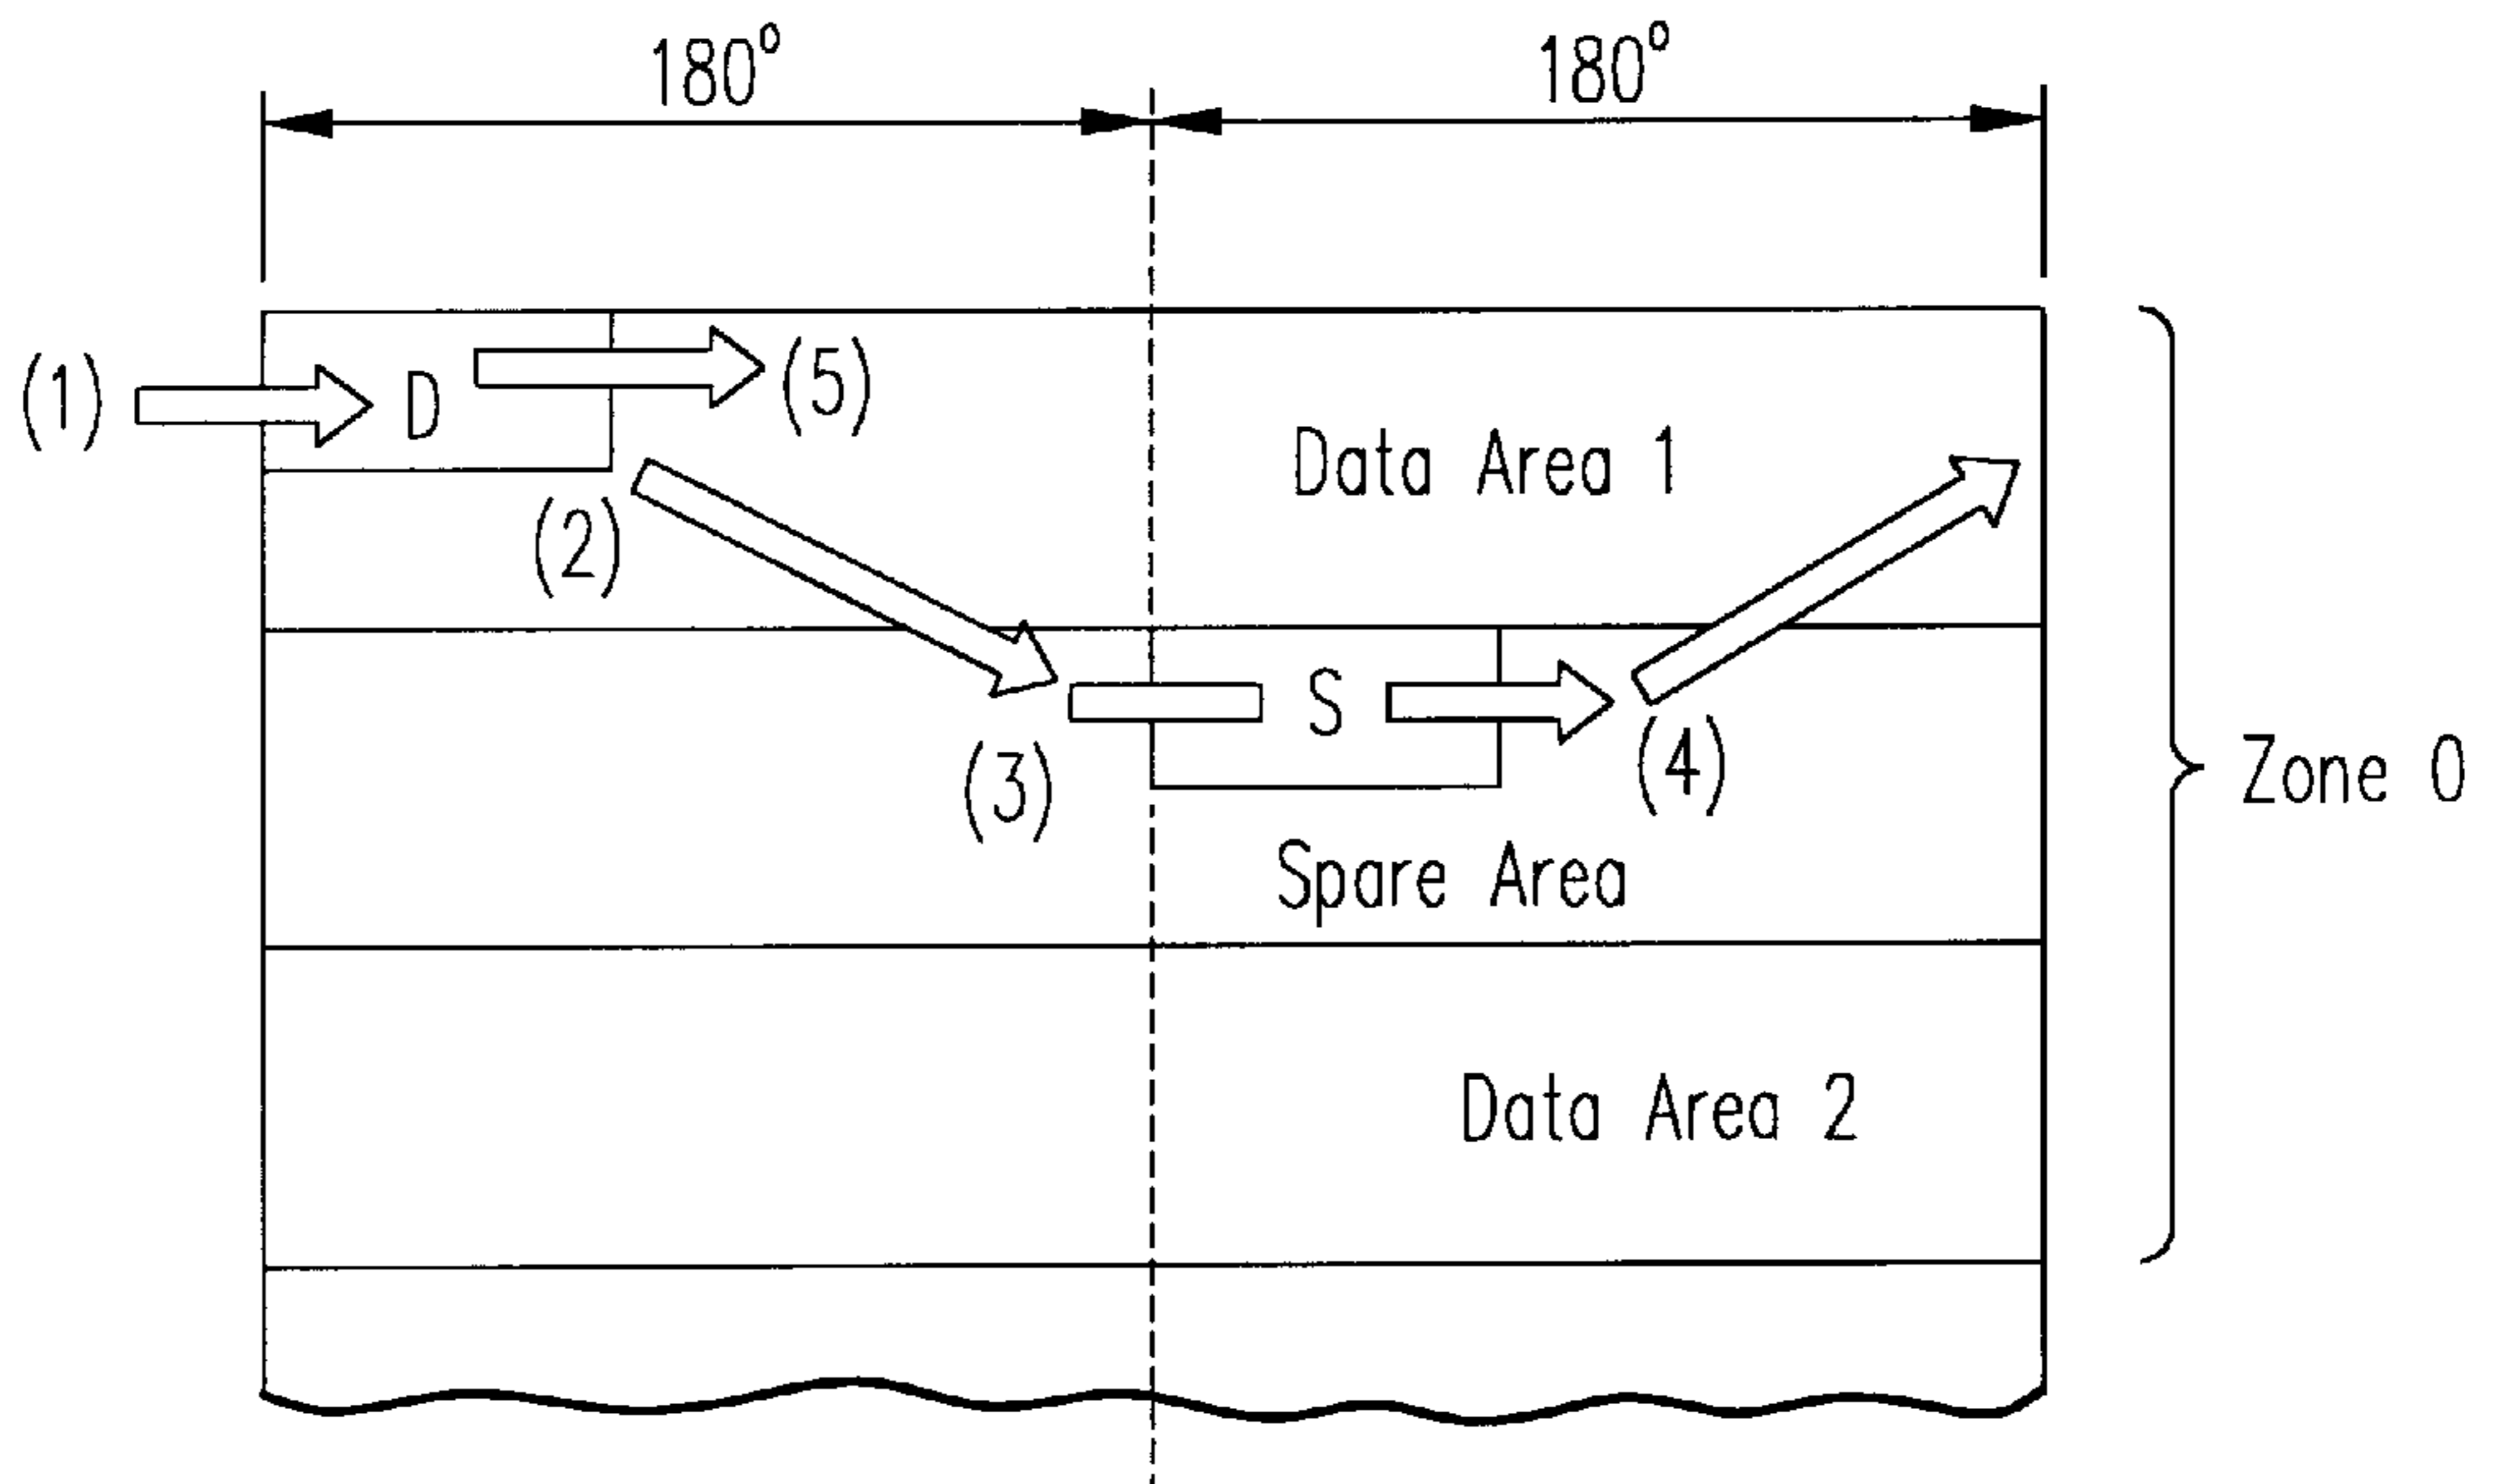 180° 180°
(1) D (5)
Data Area 1
(2)
S
(3) (4)
Zone 0
Spare Area
Data Area 2